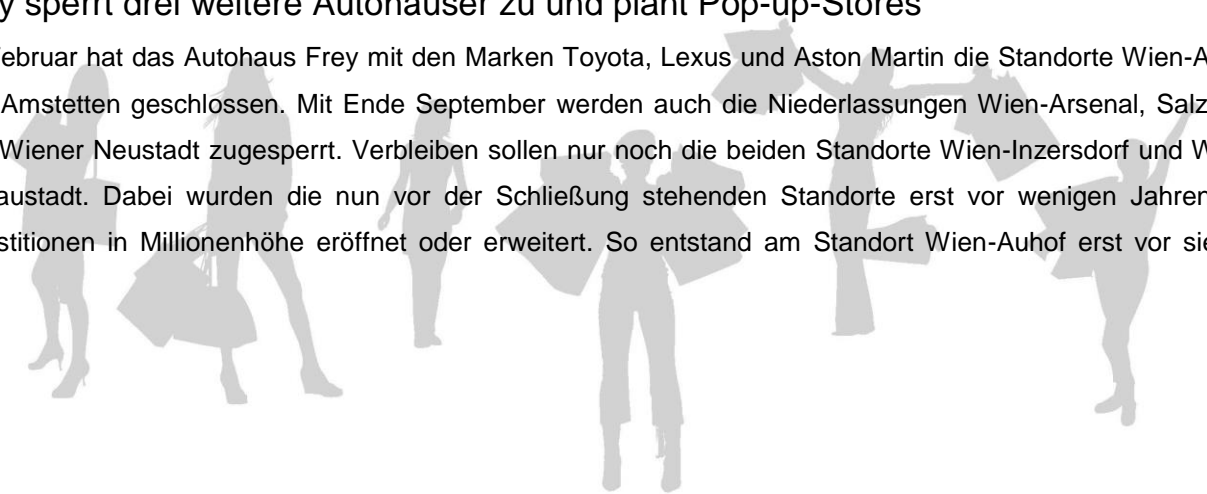 y sperrt drei weitere Autohäuser zu und plant Pop-up-Stores
ebruar hat das Autohaus Frey mit den Marken Toyota, Lexus und Aston Martin die Standorte Wien-A
Amstetten geschlossen. Mit Ende September werden auch die Niederlassungen Wien-Arsenal, Salz
Wiener Neustadt zugesperrt. Verbleiben sollen nur noch die beiden Standorte Wien-Inzersdorf und W
austadt. Dabei wurden die nun vor der Schließung stehenden Standorte erst vor wenigen Jahren
stitionen in Millionenhöhe eröffnet oder erweitert. So entstand am Standort Wien-Auhof erst vor sie